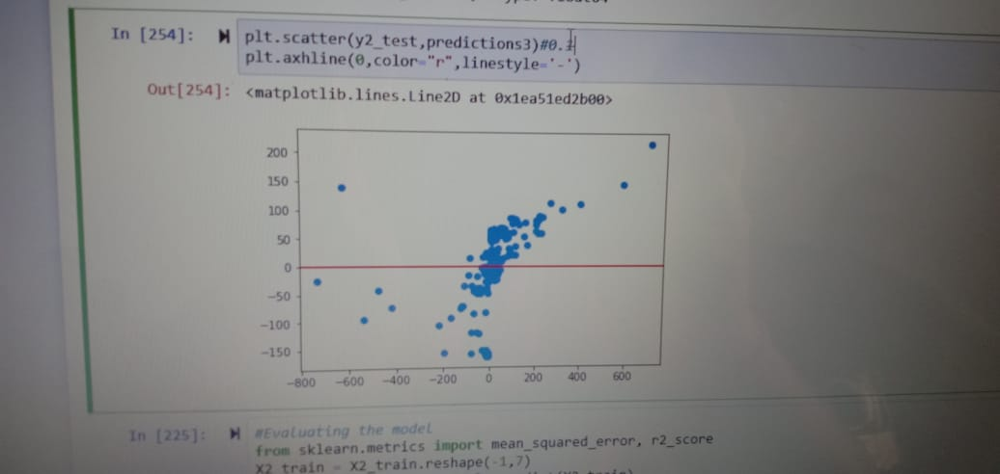 In [254]: plt.scatter(y2_test,predictions3)#0.
plt.axhline(0,color="r",linestyle='-')
Out[254]: <matplotlib.lines.Line2D at 0x1ea51ed2b00>
200
150
100
50
0
−50
−100
−150
−800 −600 −400 −200 0 200 400 600
In [225]: #Evaluating the model
from sklearn.metrics import mean_squared_error, r2_score
X2_train = X2_train.reshape(-1,7)